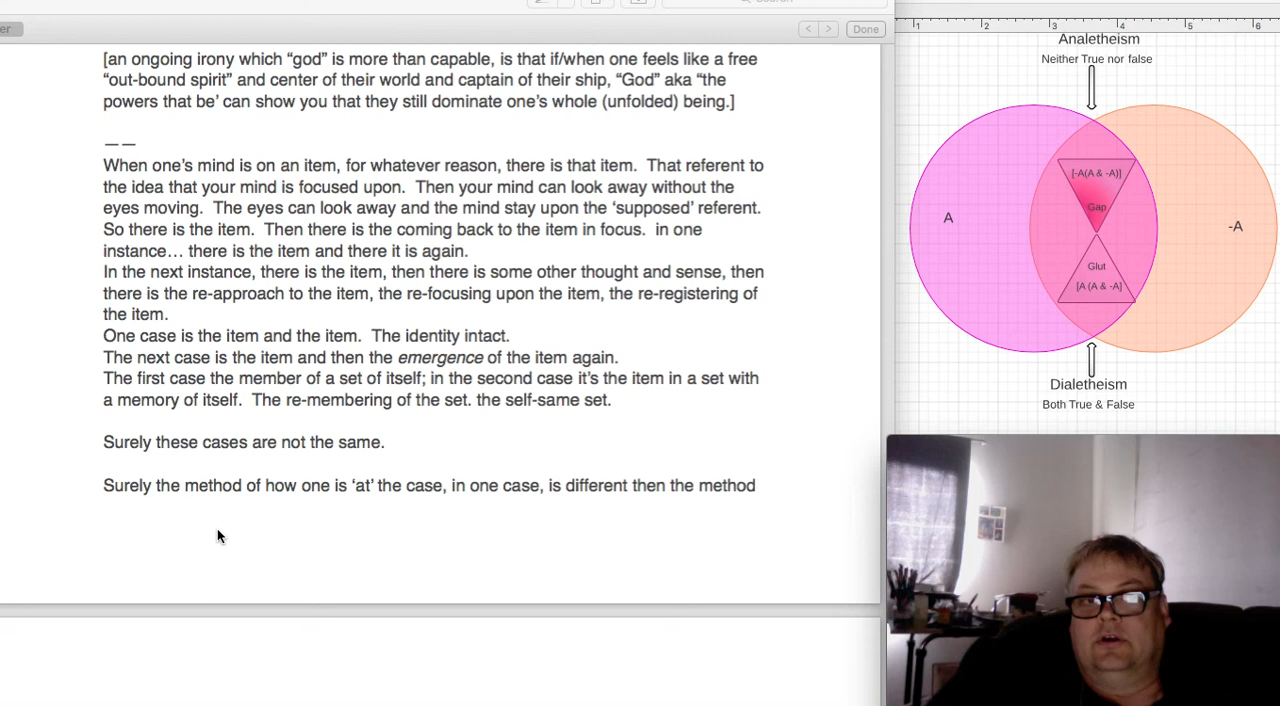 er
Search
< >
Done
[an ongoing irony which “god” is more than capable, is that if/when one feels like a free
“out-bound spirit” and center of their world and captain of their ship, “God” aka “the
powers that be’ can show you that they still dominate one’s whole (unfolded) being.]
— —
When one’s mind is on an item, for whatever reason, there is that item.  That referent to
the idea that your mind is focused upon.  Then your mind can look away without the
eyes moving.  The eyes can look away and the mind stay upon the ‘supposed’ referent.
So there is the item.  Then there is the coming back to the item in focus.  in one
instance… there is the item and there it is again.
In the next instance, there is the item, then there is some other thought and sense, then
there is the re-approach to the item, the re-focusing upon the item, the re-registering of
the item.
One case is the item and the item.  The identity intact.
The next case is the item and then the emergence of the item again.
The first case the member of a set of itself; in the second case it’s the item in a set with
a memory of itself.  The re-membering of the set. the self-same set.
Surely these cases are not the same.
Surely the method of how one is ‘at’ the case, in one case, is different then the method
1 2 3 4 5 6
Analetheism
Neither True nor false
[-A(A & -A)]
Gap
A
-A
Glut
[A (A & -A]
Dialetheism
Both True & False